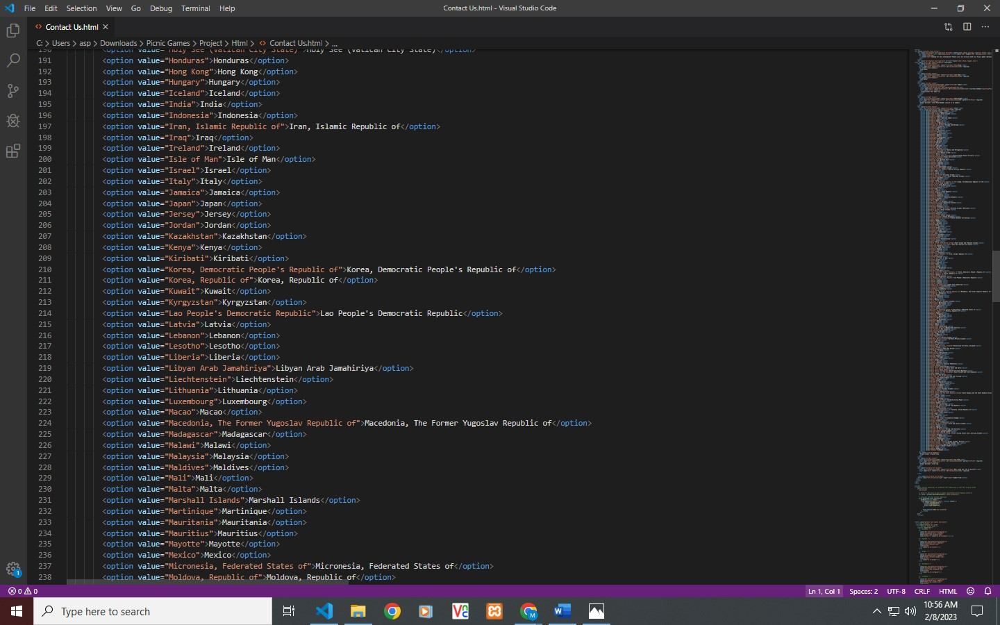 File Edit Selection View Go Debug Terminal Help
Contact Us.html - Visual Studio Code
Contact Us.html
C: > Users > asp > Downloads > Picnic Games > Project > Html > Contact Us.html > ...
190 <option value="Holy See (Vatican City State)">Holy See (Vatican City State)</option>
191 <option value="Honduras">Honduras</option>
192 <option value="Hong Kong">Hong Kong</option>
193 <option value="Hungary">Hungary</option>
194 <option value="Iceland">Iceland</option>
195 <option value="India">India</option>
196 <option value="Indonesia">Indonesia</option>
197 <option value="Iran, Islamic Republic of">Iran, Islamic Republic of</option>
198 <option value="Iraq">Iraq</option>
199 <option value="Ireland">Ireland</option>
200 <option value="Isle of Man">Isle of Man</option>
201 <option value="Israel">Israel</option>
202 <option value="Italy">Italy</option>
203 <option value="Jamaica">Jamaica</option>
204 <option value="Japan">Japan</option>
205 <option value="Jersey">Jersey</option>
206 <option value="Jordan">Jordan</option>
207 <option value="Kazakhstan">Kazakhstan</option>
208 <option value="Kenya">Kenya</option>
209 <option value="Kiribati">Kiribati</option>
210 <option value="Korea, Democratic People's Republic of">Korea, Democratic People's Republic of</option>
211 <option value="Korea, Republic of">Korea, Republic of</option>
212 <option value="Kuwait">Kuwait</option>
213 <option value="Kyrgyzstan">Kyrgyzstan</option>
214 <option value="Lao People's Democratic Republic">Lao People's Democratic Republic</option>
215 <option value="Latvia">Latvia</option>
216 <option value="Lebanon">Lebanon</option>
217 <option value="Lesotho">Lesotho</option>
218 <option value="Liberia">Liberia</option>
219 <option value="Libyan Arab Jamahiriya">Libyan Arab Jamahiriya</option>
220 <option value="Liechtenstein">Liechtenstein</option>
221 <option value="Lithuania">Lithuania</option>
222 <option value="Luxembourg">Luxembourg</option>
223 <option value="Macao">Macao</option>
224 <option value="Macedonia, The Former Yugoslav Republic of">Macedonia, The Former Yugoslav Republic of</option>
225 <option value="Madagascar">Madagascar</option>
226 <option value="Malawi">Malawi</option>
227 <option value="Malaysia">Malaysia</option>
228 <option value="Maldives">Maldives</option>
229 <option value="Mali">Mali</option>
230 <option value="Malta">Malta</option>
231 <option value="Marshall Islands">Marshall Islands</option>
232 <option value="Martinique">Martinique</option>
233 <option value="Mauritania">Mauritania</option>
234 <option value="Mauritius">Mauritius</option>
235 <option value="Mayotte">Mayotte</option>
236 <option value="Mexico">Mexico</option>
237 <option value="Micronesia, Federated States of">Micronesia, Federated States of</option>
238 <option value="Moldova, Republic of">Moldova, Republic of</option>
1
0 0 Ln 1, Col 1 Spaces: 2 UTF-8 CRLF HTML
Type here to search
10:56 AM
2/8/2023